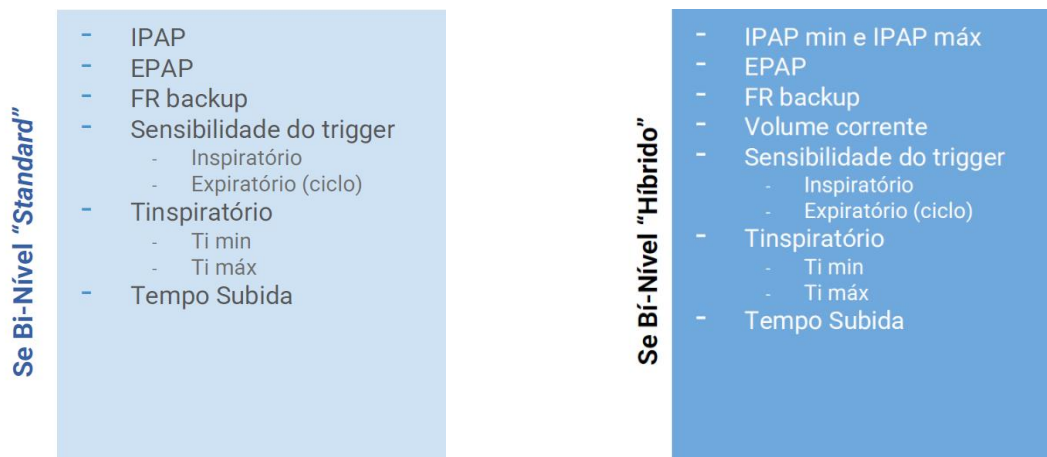 Se Bi-Nível "Standard"
- IPAP
- EPAP
- FR backup
- Sensibilidade do trigger
- Inspiratório
- Expiratório (ciclo)
- Tinspiratório
- Ti min
- Ti máx
- Tempo Subida
Se Bí-Nível "Híbrido"
- IPAP min e IPAP máx
- EPAP
- FR backup
- Volume corrente
- Sensibilidade do trigger
- Inspiratório
- Expiratório (ciclo)
- Tinspiratório
- Ti min
- Ti máx
- Tempo Subida